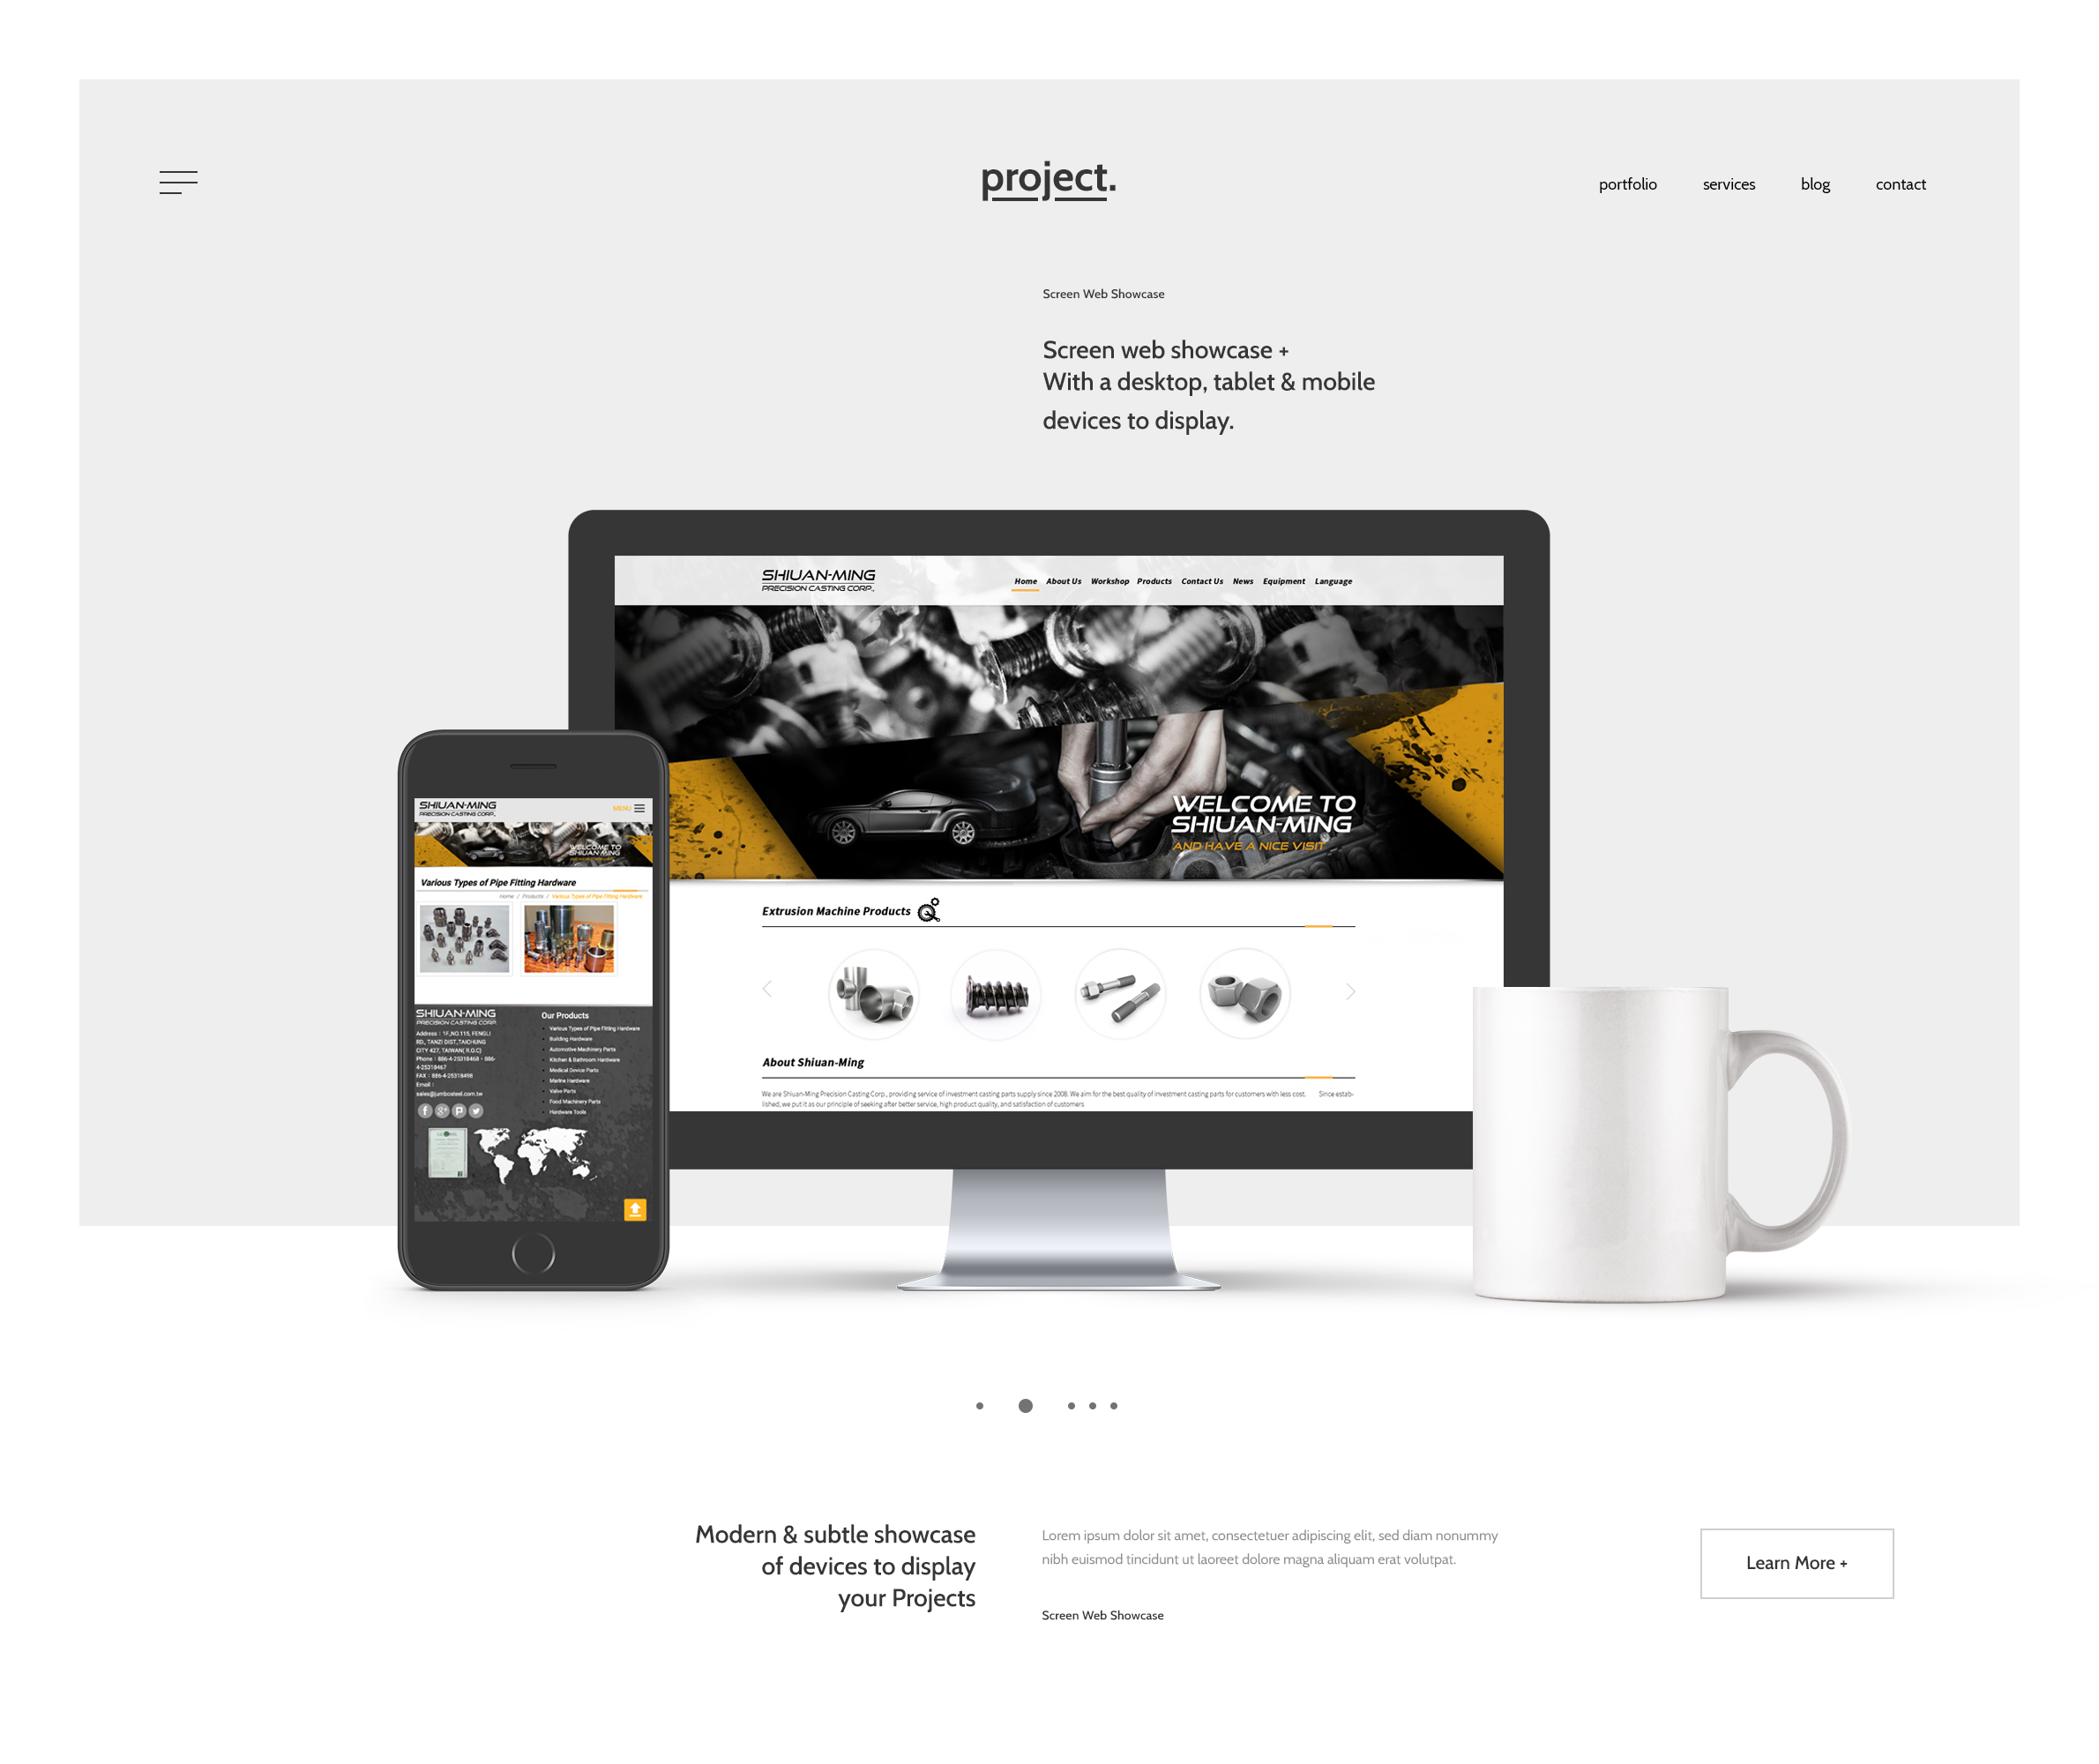 project.
portfolio services blog contact
Screen Web Showcase
Screen web showcase +
With a desktop, tablet & mobile
devices to display.
SHIUAN-MING
PRECISION CASTING CORP.
Home About Us Workshop Products Contact Us News Equipment Language
WELCOME TO
SHIUAN-MING
AND HAVE A NICE VISIT
Extrusion Machine Products
About Shiuan-Ming
We are Shiuan-Ming Precision Casting Corp., providing service of investment casting parts supply since 2008. We aim for the best quality of investment casting parts for customers with less cost. Since estab-
lished, we put it as our principle of seeking after better service, high product quality, and satisfaction of customers
SHIUAN-MING
PRECISION CASTING CORP.
MENU
WELCOME TO
SHIUAN-MING
Various Types of Pipe Fitting Hardware
Home / Products / Various Types of Pipe Fitting Hardware
SHIUAN-MING
PRECISION CASTING CORP.
Address : 1F.,NO.115, FENGLI
RD., TANZI DIST.,TAICHUNG
CITY 427, TAIWAN( R.O.C)
Phone : 886-4-25318468 • 886-
4-25318467
FAX : 886-4-25318498
Email :
sales@jumbosteel.com.tw
Our Products
Various Types of Pipe Fitting Hardware
Building Hardware
Automotive Machinery Parts
Kitchen & Bathroom Hardware
Medical Device Parts
Marine Hardware
Valve Parts
Food Machinery Parts
Hardware Tools
Modern & subtle showcase
of devices to display
your Projects
Lorem ipsum dolor sit amet, consectetuer adipiscing elit, sed diam nonummy
nibh euismod tincidunt ut laoreet dolore magna aliquam erat volutpat.
Screen Web Showcase
Learn More +